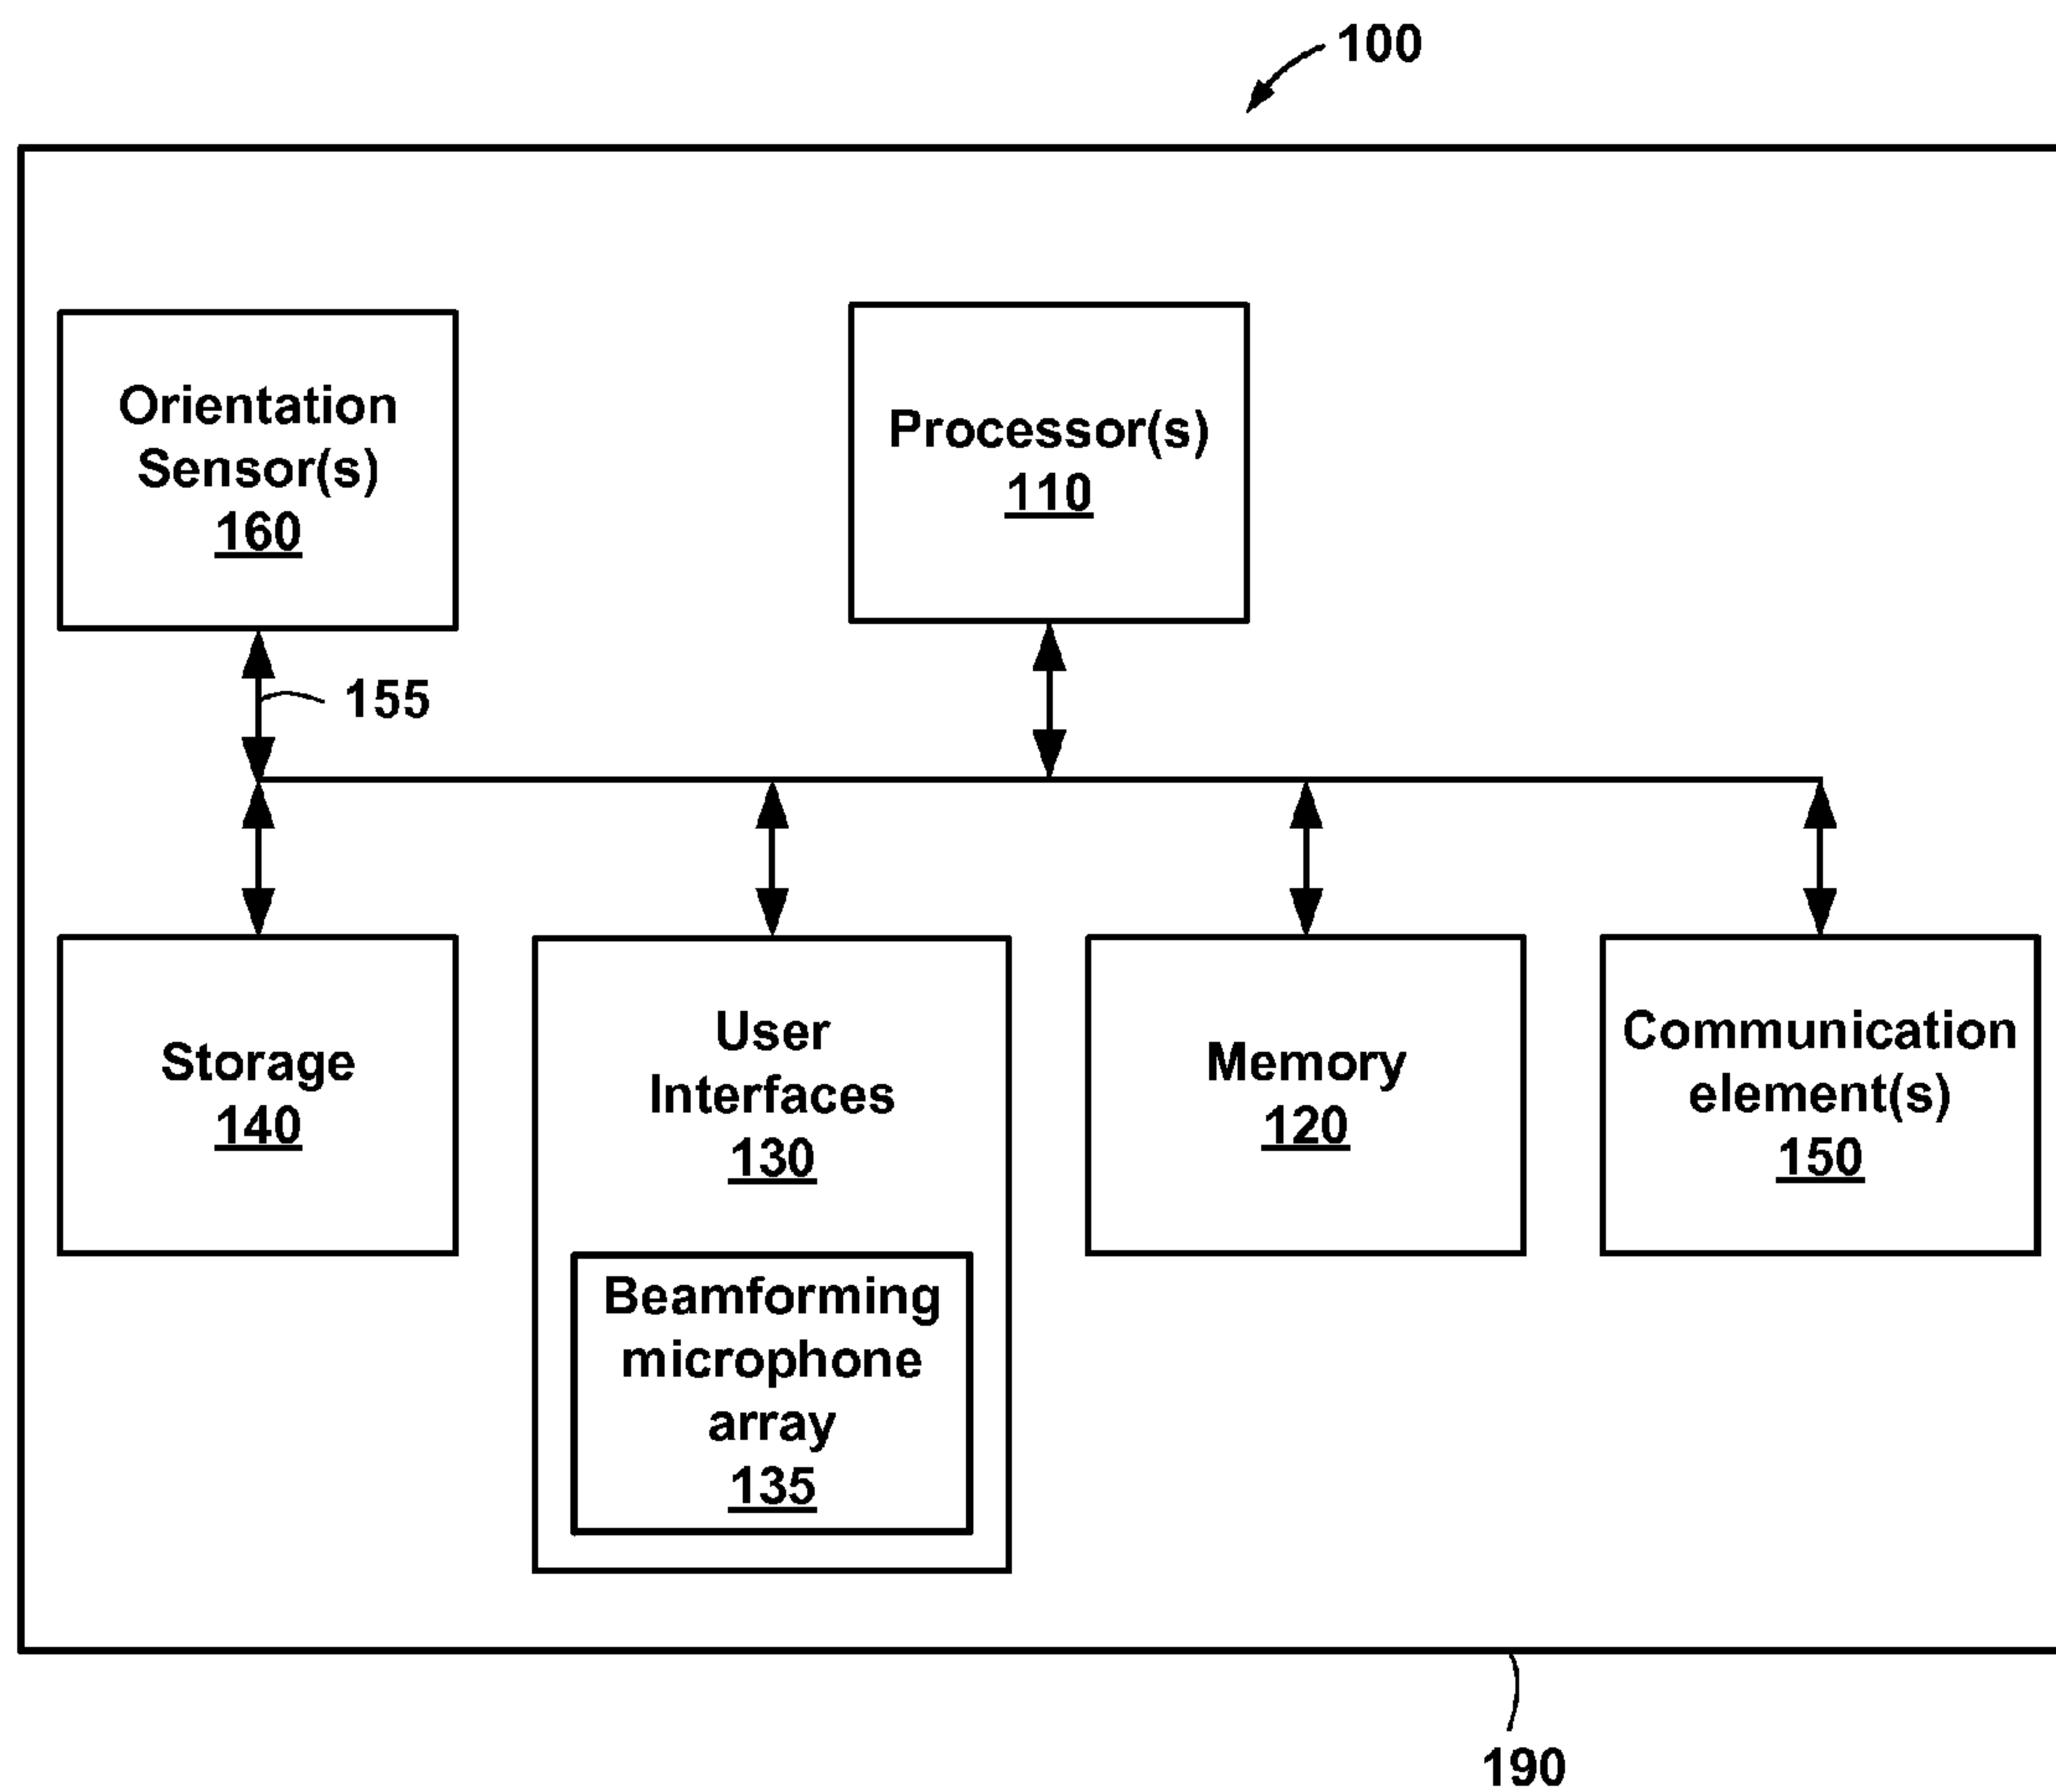 100
Orientation
Sensor(s)
160
Processor(s)
110
155
Storage
140
User
Interfaces
130
Beamforming
microphone
array
135
Memory
120
Communication
element(s)
150
190